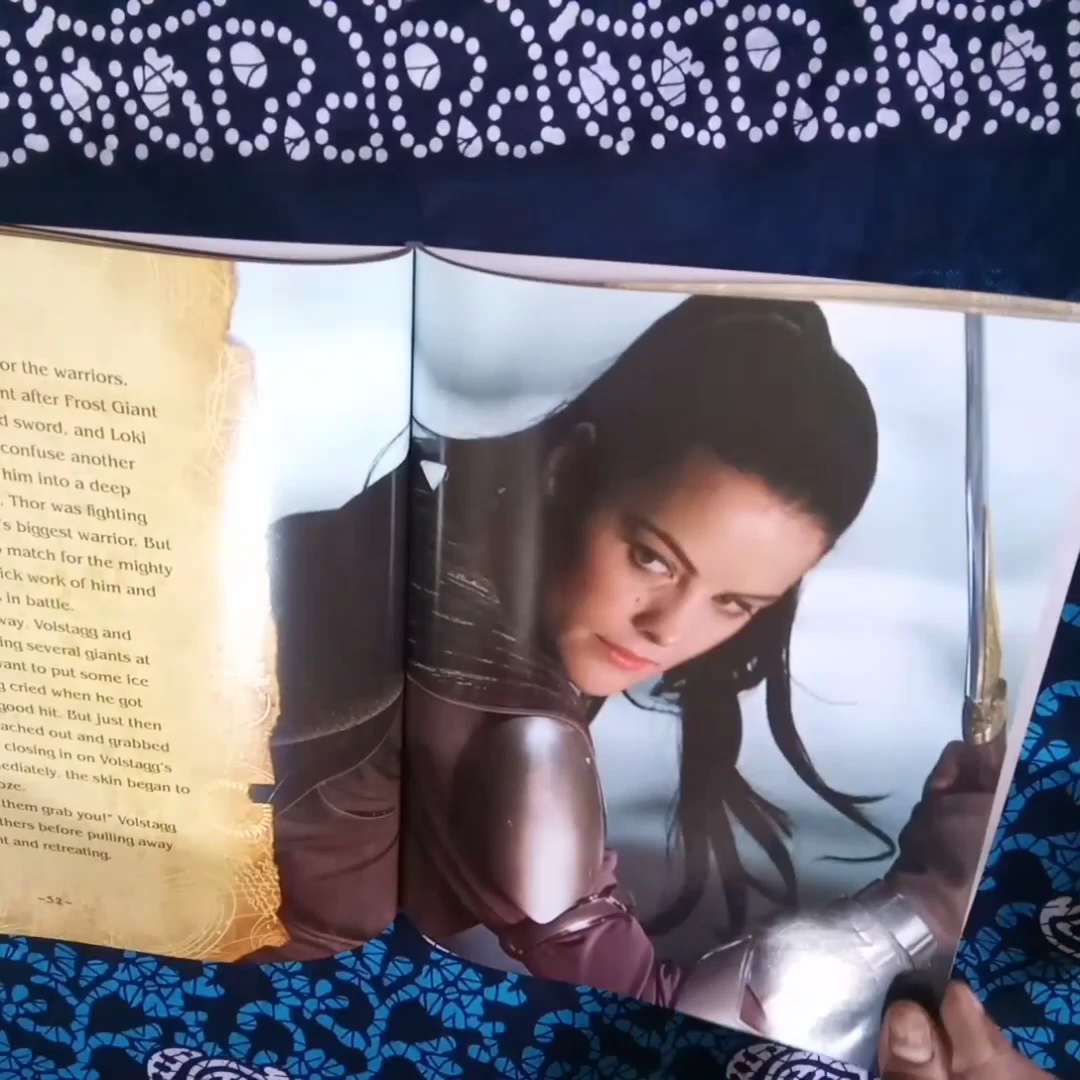 or the warriors.
nt after Frost Giant
d sword, and Loki
confuse another
him into a deep
. Thor was fighting
's biggest warrior. But
o match for the mighty
ick work of him and
in battle.
way, Volstagg and
ing several giants at
vant to put some ice
g cried when he got
good hit. But just then
ached out and grabbed
closing in on Volstagg's
ediately, the skin began to
oze.
them grab you!" Volstagg
thers before pulling away
nt and retreating.
~32~